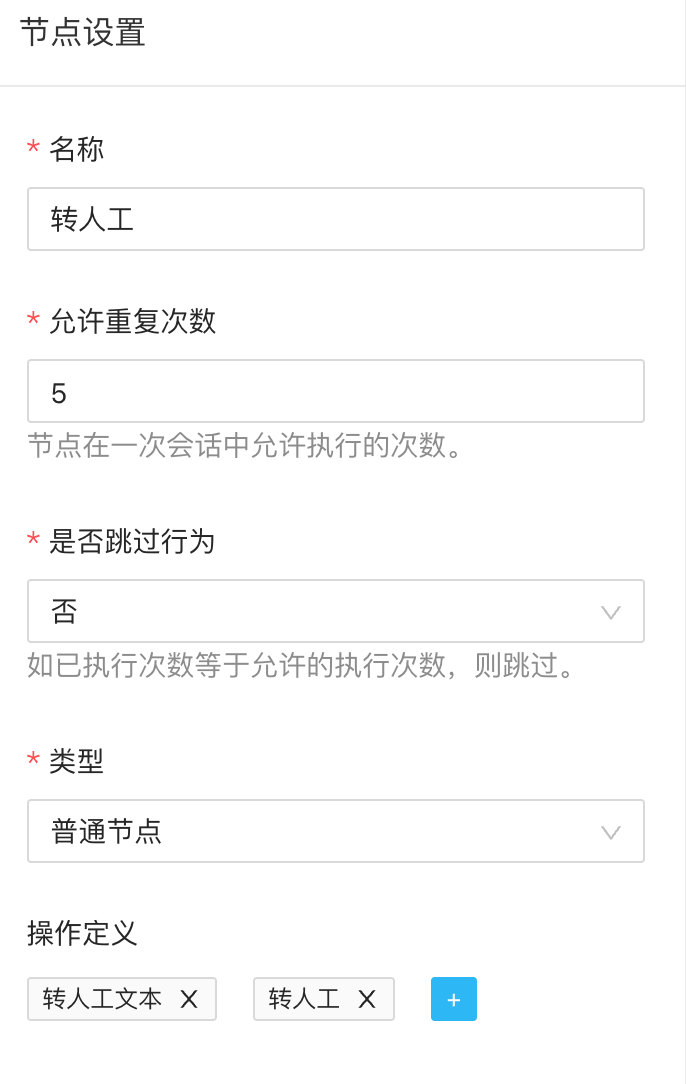 节点设置
* 名称
转人工
* 允许重复次数
5
节点在一次会话中允许执行的次数。
* 是否跳过行为
否
如已执行次数等于允许的执行次数，则跳过。
* 类型
普通节点
操作定义
转人工文本 X 转人工 X +